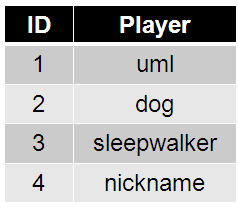 ID Player
1 uml
2 dog
3 sleepwalker
4 nickname